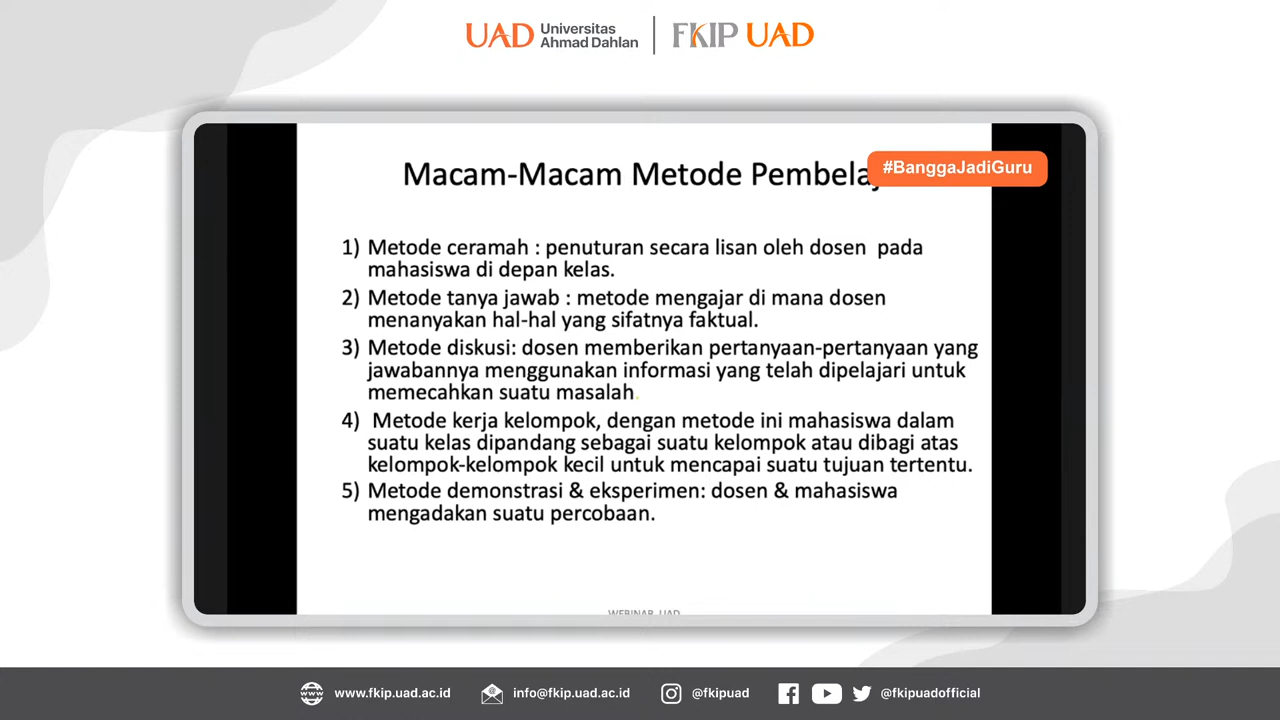 UAD Universitas
Ahmad Dahlan
FKIP UAD
#BanggaJadiGuru
Macam-Macam Metode
1) Metode ceramah : penuturan secara lisan oleh dosen pada
mahasiswa di depan kelas.
2) Metode tanya jawab : metode mengajar di mana dosen
menanyakan hal-hal yang sifatnya faktual.
3) Metode diskusi: dosen memberikan pertanyaan-pertanyaan yang
jawabannya menggunakan informasi yang telah dipelajari untuk
memecahkan suatu masalah.
4) Metode kerja kelompok, dengan metode ini mahasiswa dalam
suatu kelas dipandang sebagai suatu kelompok atau dibagi atas
kelompok-kelompok kecil untuk mencapai suatu tujuan tertentu.
5) Metode demonstrasi & eksperimen: dosen & mahasiswa
mengadakan suatu percobaan.
WEBINAR UAD
www.fkip.uad.ac.id info@fkip.uad.ac.id @fkipuad @fkipuadofficial